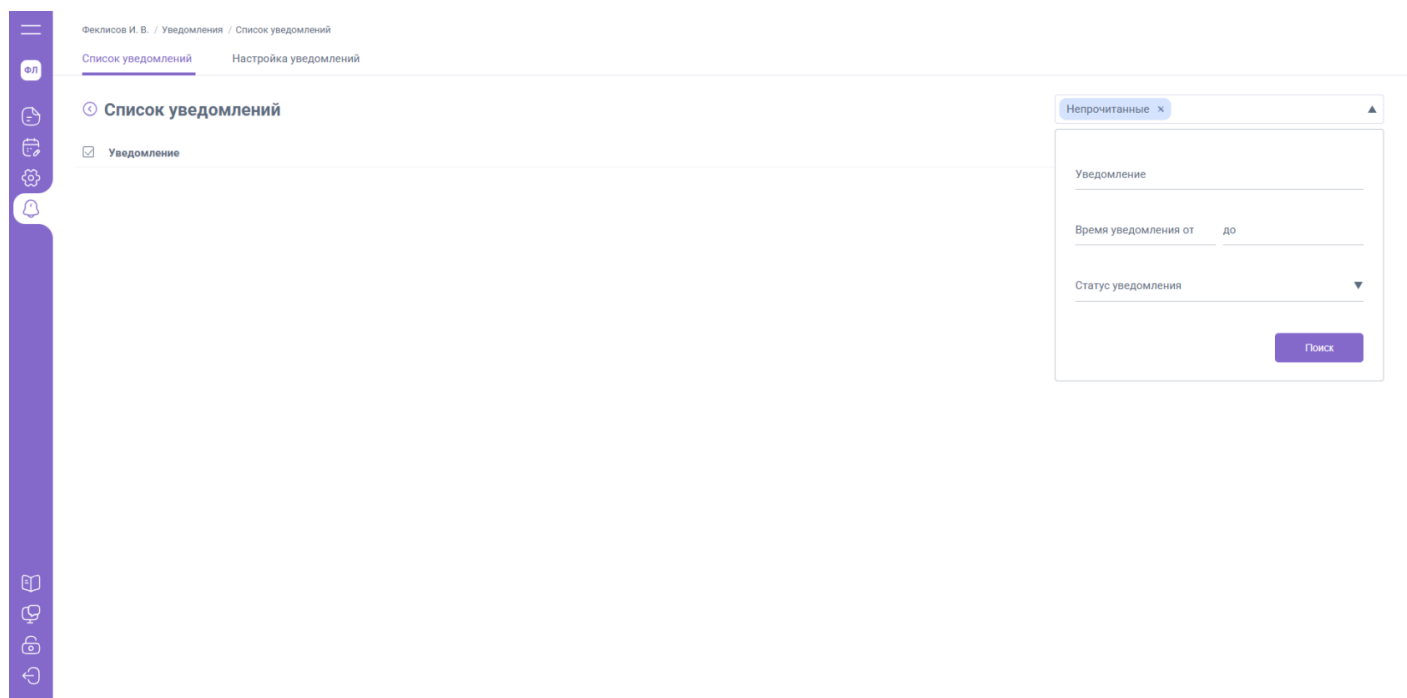 Феклисов И. В. / Уведомления / Список уведомлений
Список уведомлений Настройка уведомлений
ФЛ
Список уведомлений
Непрочитанные ×
Уведомление
Уведомление
Время уведомления от до
Статус уведомления
Поиск